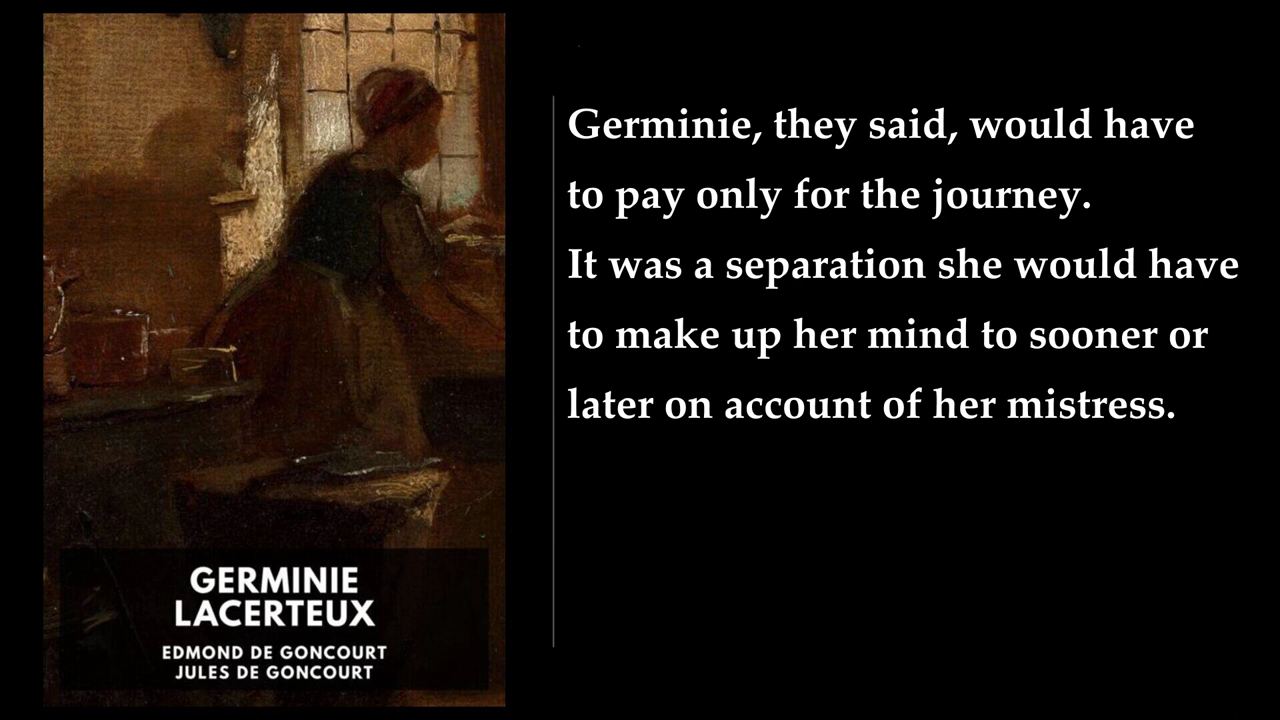 Germinie, they said, would have
to pay only for the journey.
It was a separation she would have
to make up her mind to sooner or
later on account of her mistress.
GERMINIE
LACERTEUX
EDMOND DE GONCOURT
JULES DE GONCOURT